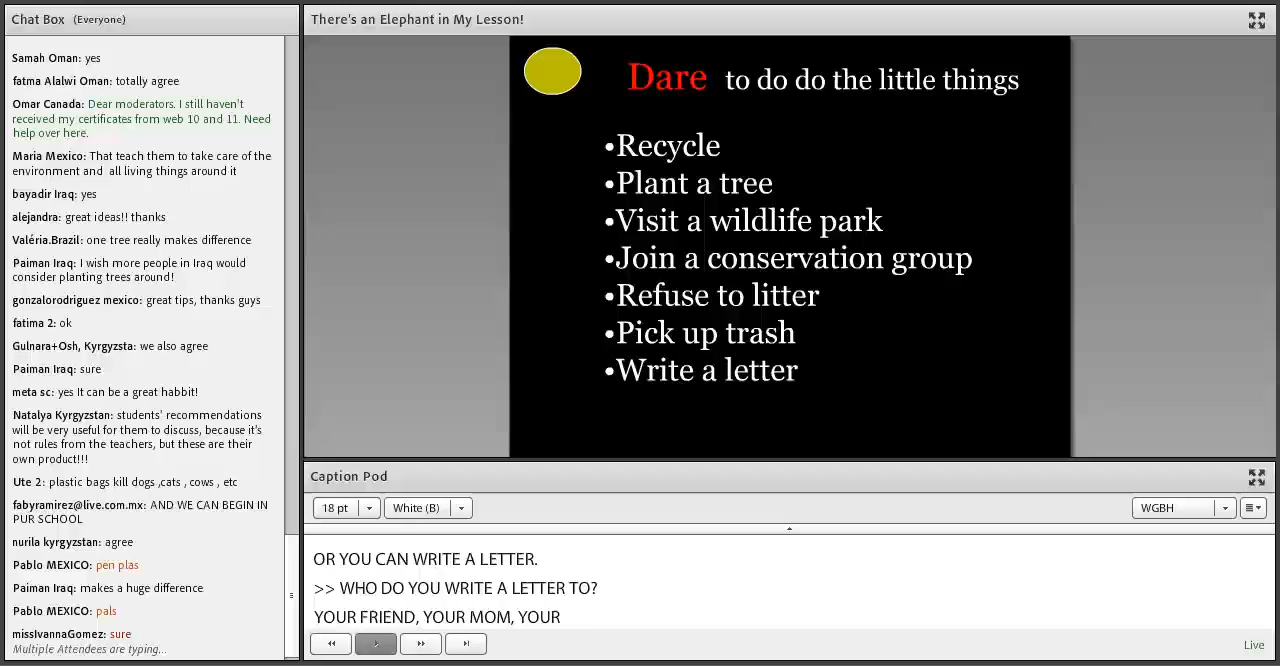 Chat Box (Everyone)
Samah Oman: yes
fatma Alalwi Oman: totally agree
Omar Canada: Dear moderators. I still haven't
received my certificates from web 10 and 11. Need
help over here.
Maria Mexico: That teach them to take care of the
environment and all living things around it
bayadir Iraq: yes
alejandra: great ideas!! thanks
Valéria.Brazil: one tree really makes difference
Paiman Iraq: I wish more people in Iraq would
consider planting trees around!
gonzalorodriguez mexico: great tips, thanks guys
fatima 2: ok
Gulnara+Osh, Kyrgyzsta: we also agree
Paiman Iraq: sure
meta sc: yes It can be a great habbit!
Natalya Kyrgyzstan: students' recommendations
will be very useful for them to discuss, because it's
not rules from the teachers, but these are their
own product!!!
Ute 2: plastic bags kill dogs ,cats , cows , etc
fabyramirez@live.com.mx: AND WE CAN BEGIN IN
PUR SCHOOL
nurila kyrgyzstan: agree
Pablo MEXICO: pen plas
Paiman Iraq: makes a huge difference
Pablo MEXICO: pals
missIvannaGomez: sure
Multiple Attendees are typing...
There's an Elephant in My Lesson!
Dare to do do the little things
•Recycle
•Plant a tree
•Visit a wildlife park
•Join a conservation group
•Refuse to litter
•Pick up trash
•Write a letter
Caption Pod
18 pt White (B) WGBH
OR YOU CAN WRITE A LETTER.
>> WHO DO YOU WRITE A LETTER TO?
YOUR FRIEND, YOUR MOM, YOUR
Live